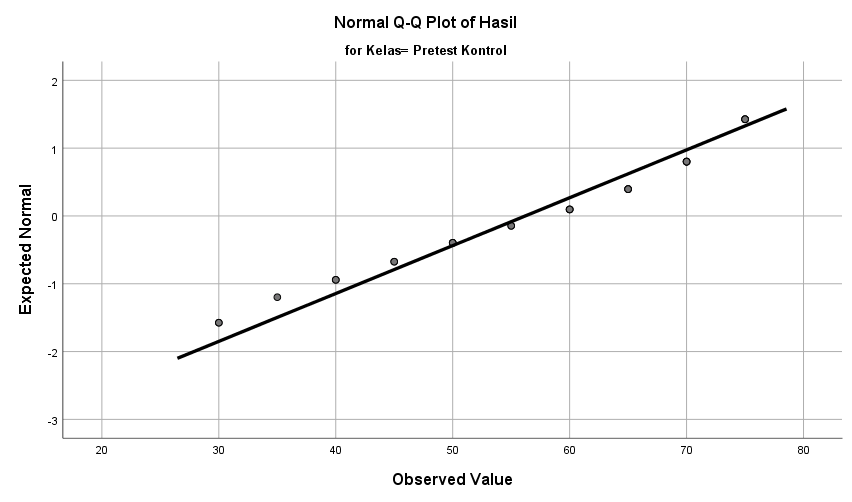 Normal Q-Q Plot of Hasil
for Kelas= Pretest Kontrol
2
1
0
-1
-2
-3
Expected Normal
20 30 40 50 60 70 80
Observed Value